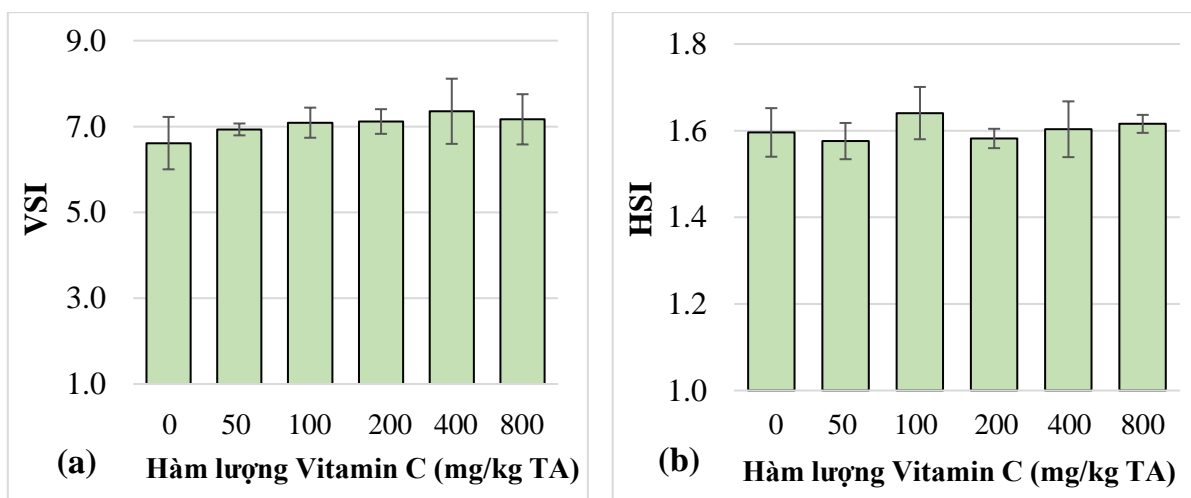 9.0
7.0
5.0
3.0
1.0
VSI
0 50 100 200 400 800
(a) Hàm lượng Vitamin C (mg/kg TA)
1.8
1.6
1.4
1.2
1.0
HSI
0 50 100 200 400 800
(b) Hàm lượng Vitamin C (mg/kg TA)